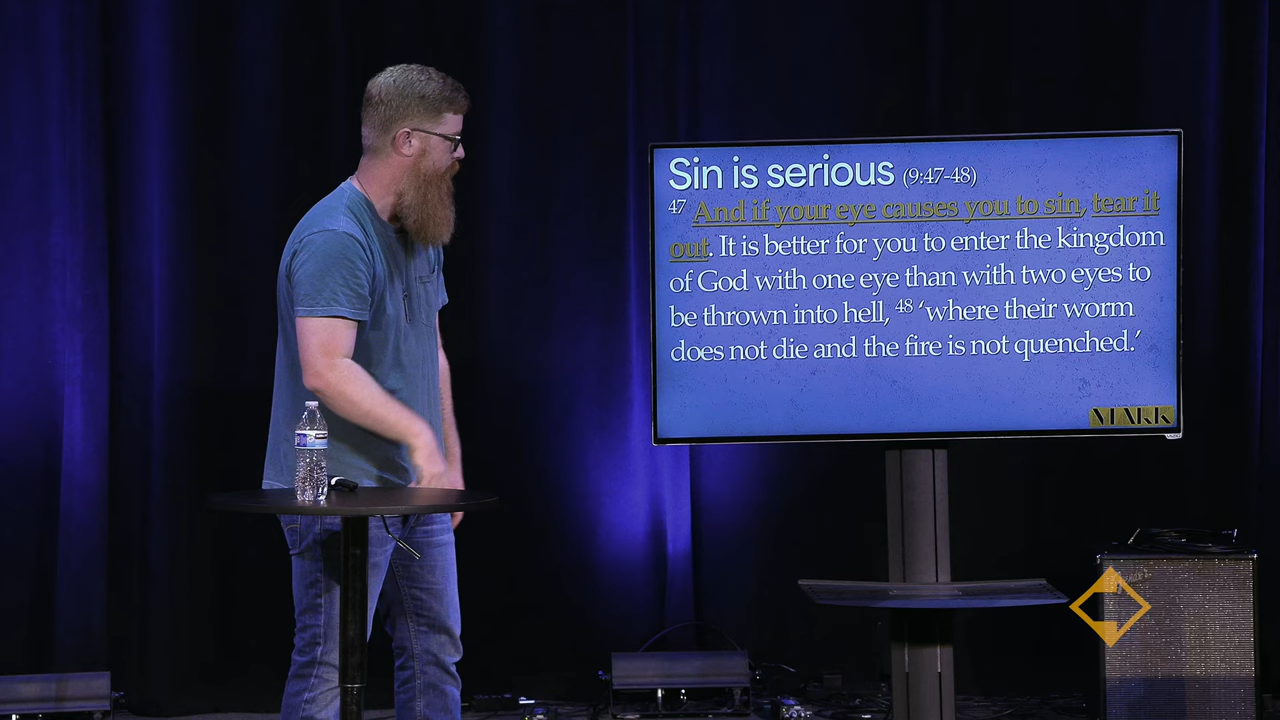 Sin is serious (9:47-48)
47 And if your eye causes you to sin, tear it
out. It is better for you to enter the kingdom
of God with one eye than with two eyes to
be thrown into hell, 48 ‘where their worm
does not die and the fire is not quenched.’
MARK
VIZIO